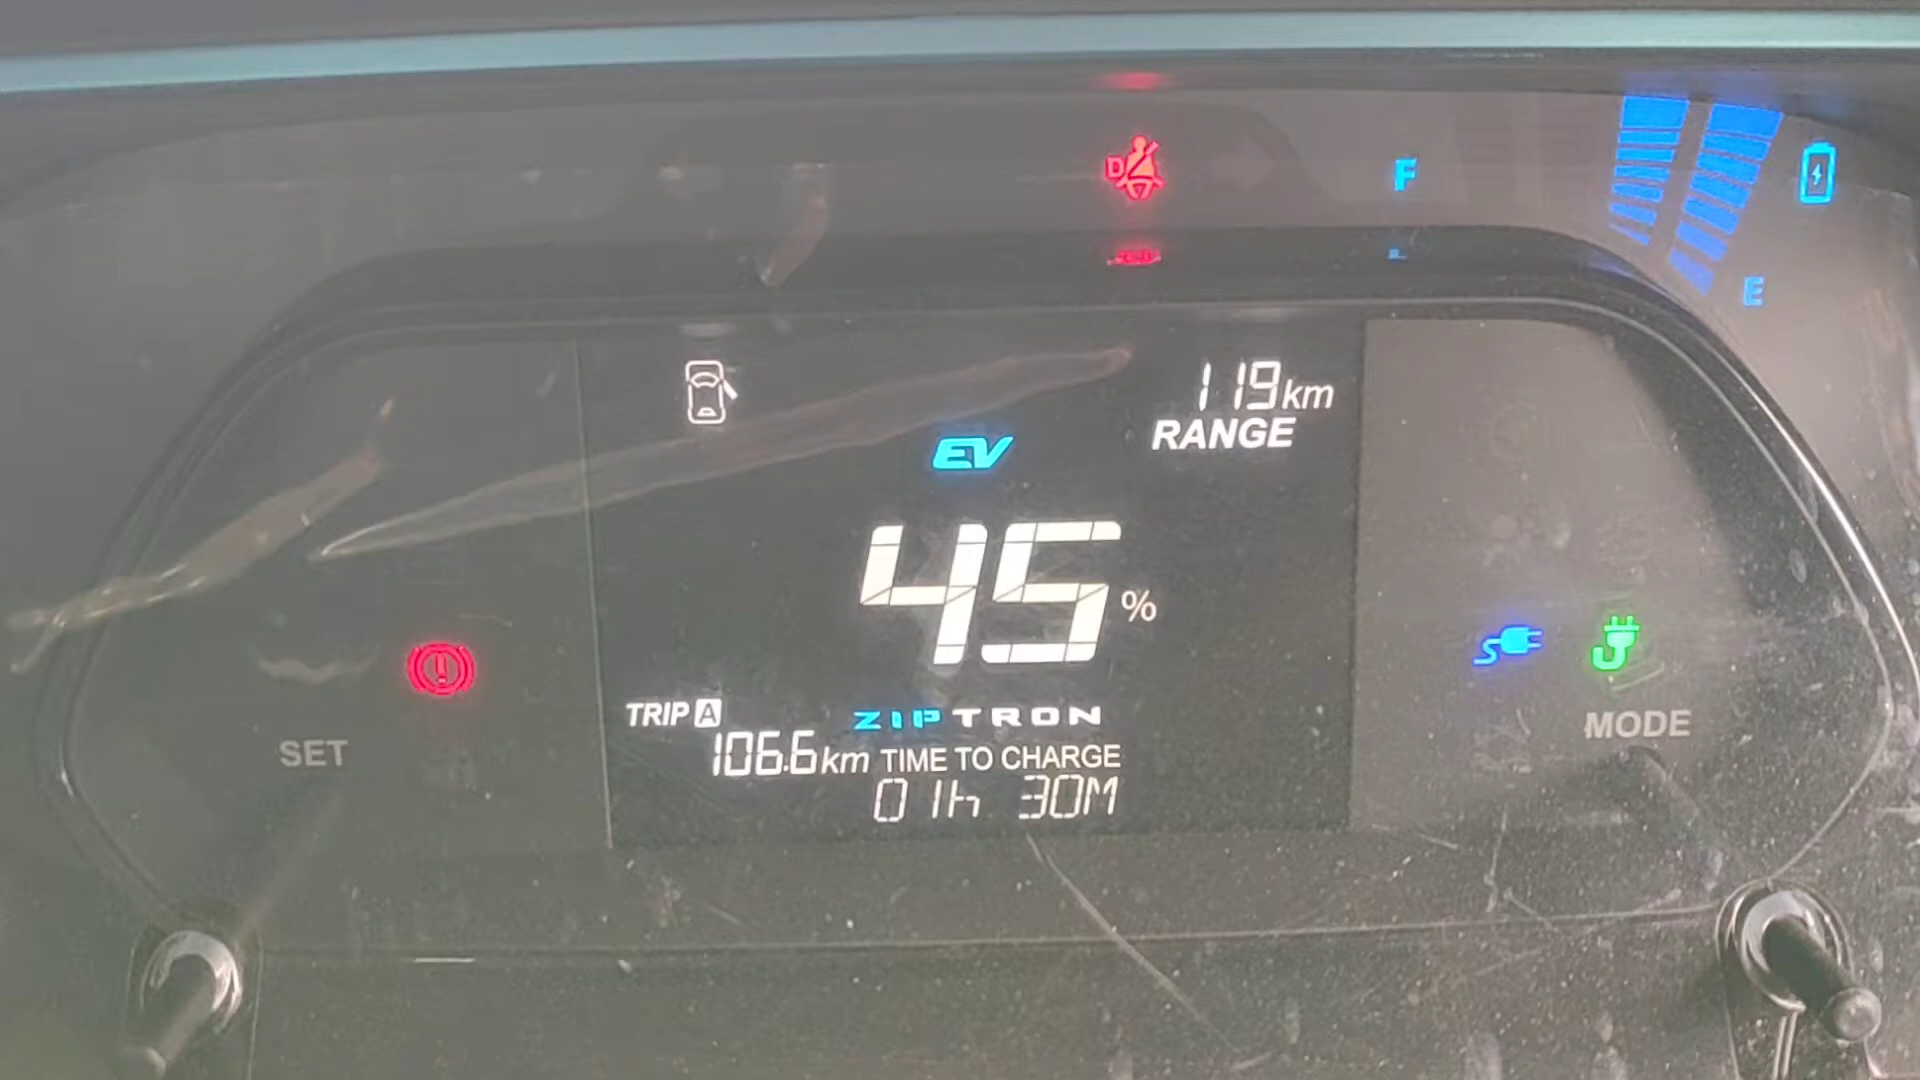 D
F
E
119km
RANGE
EV
45%
TRIP A
ZIPTRON
106.6km TIME TO CHARGE
01h 30M
SET
MODE